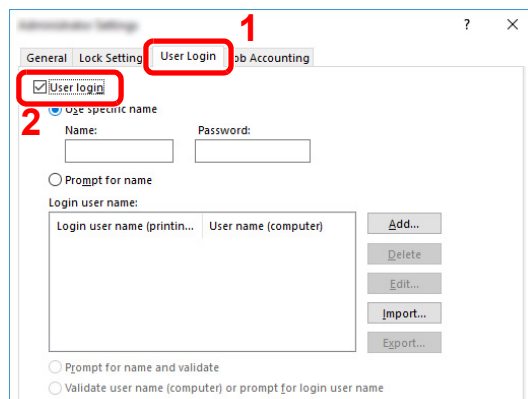 1
? ×
General Lock Setting User Login ob Accounting
2
User login
Use specific name
Name: Password:
Prompt for name
Login user name:
Login user name (printin... User name (computer) Add...
Delete
Edit...
Import...
Export...
Prompt for name and validate
Validate user name (computer) or prompt for login user name